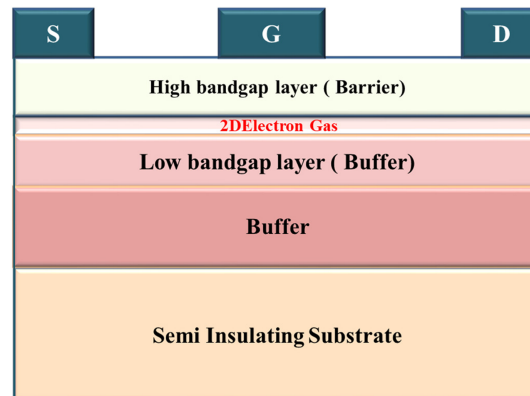 S G D
High bandgap layer ( Barrier)
2DElectron Gas
Low bandgap layer ( Buffer)
Buffer
Semi Insulating Substrate